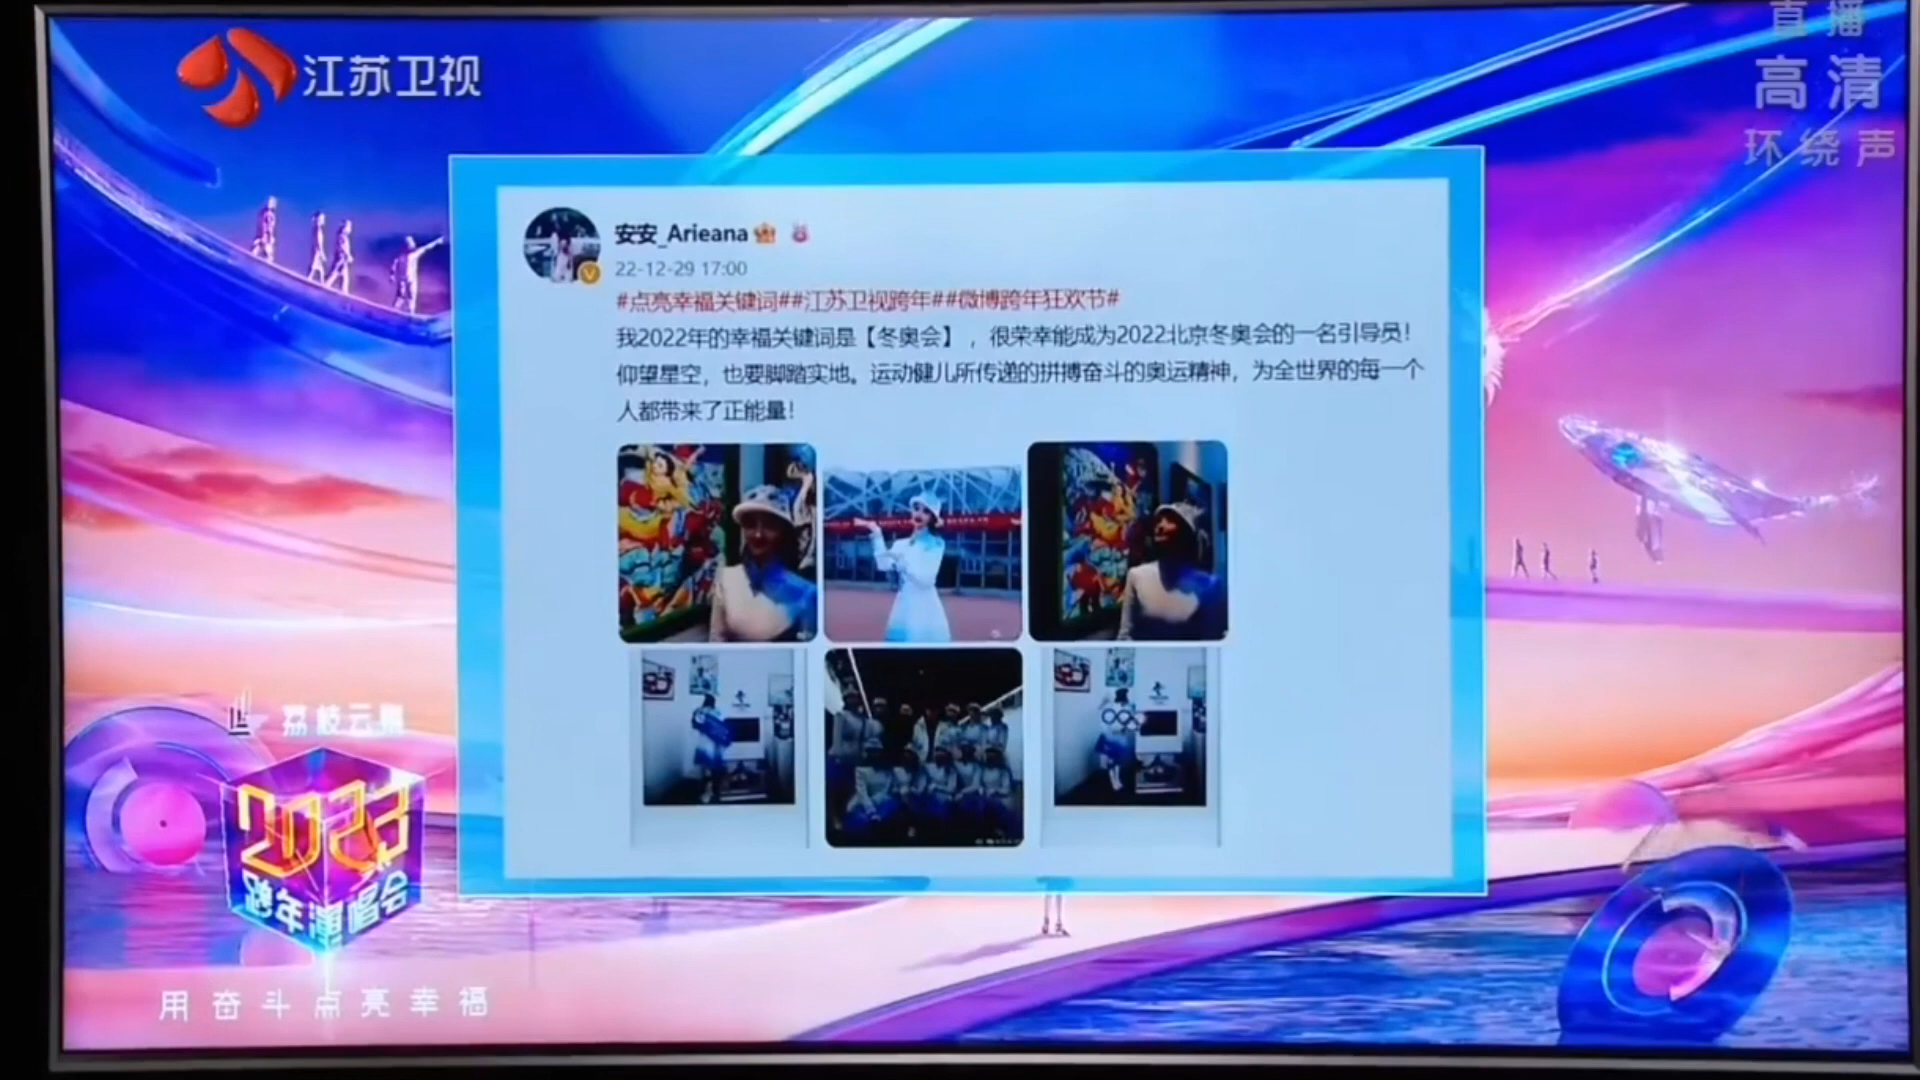 江苏卫视
直播
高清
环绕声
安安_Arieana
22-12-29 17:00
#点亮幸福关键词##江苏卫视跨年##微博跨年狂欢节#
我2022年的幸福关键词是【冬奥会】，很荣幸能成为2022北京冬奥会的一名引导员！
仰望星空，也要脚踏实地。运动健儿所传递的拼搏奋斗的奥运精神，为全世界的每一个
人都带来了正能量！
2023
跨年演唱会
用奋斗点亮幸福